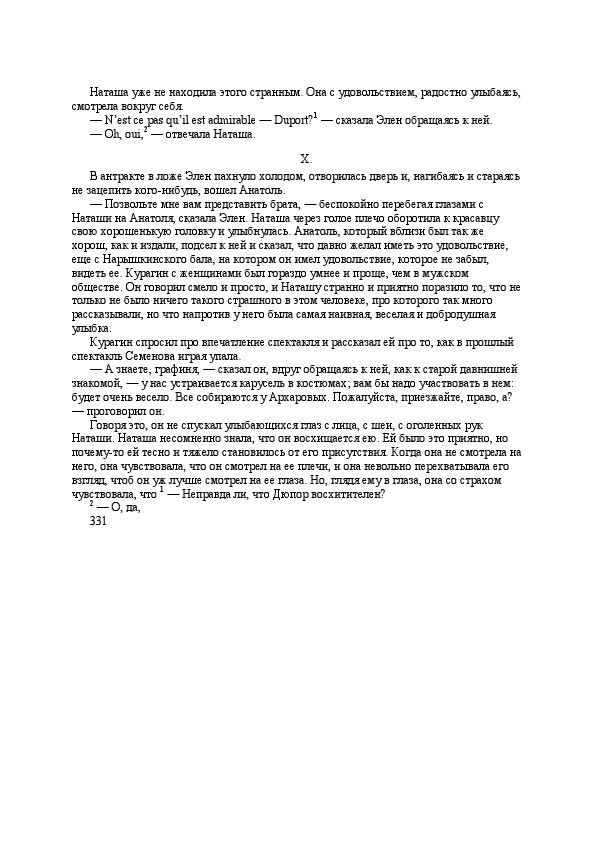 Наташа уже не находила этого странным. Она с удовольствием, радостно улыбаясь,
смотрела вокруг себя.
— N’est ce pas qu’il est admirable — Duport?1 — сказала Элен обращаясь к ней.
— Oh, oui,2 — отвечала Наташа.
X.
В антракте в ложе Элен пахнуло холодом, отворилась дверь и, нагибаясь и стараясь
не зацепить кого-нибудь, вошел Анатоль.
— Позвольте мне вам представить брата, — беспокойно перебегая глазами с
Наташи на Анатоля, сказала Элен. Наташа через голое плечо оборотила к красавцу
свою хорошенькую головку и улыбнулась. Анатоль, который вблизи был так же
хорош, как и издали, подсел к ней и сказал, что давно желал иметь это удовольствие,
еще с Нарышкинского бала, на котором он имел удовольствие, которое не забыл,
видеть ее. Курагин с женщинами был гораздо умнее и проще, чем в мужском
обществе. Он говорил смело и просто, и Наташу странно и приятно поразило то, что не
только не было ничего такого страшного в этом человеке, про которого так много
рассказывали, но что напротив у него была самая наивная, веселая и добродушная
улыбка.
Курагин спросил про впечатление спектакля и рассказал ей про то, как в прошлый
спектакль Семенова играя упала.
— А знаете, графиня, — сказал он, вдруг обращаясь к ней, как к старой давнишней
знакомой, — у нас устраивается карусель в костюмах; вам бы надо участвовать в нем:
будет очень весело. Все собираются у Архаровых. Пожалуйста, приезжайте, право, а?
— проговорил он.
Говоря это, он не спускал улыбающихся глаз с лица, с шеи, с оголенных рук
Наташи. Наташа несомненно знала, что он восхищается ею. Ей было это приятно, но
почему-то ей тесно и тяжело становилось от его присутствия. Когда она не смотрела на
него, она чувствовала, что он смотрел на ее плечи, и она невольно перехватывала его
взгляд, чтоб он уж лучше смотрел на ее глаза. Но, глядя ему в глаза, она со страхом
чувствовала, что 1 — Неправда ли, что Дюпор восхитителен?
2 — О, да,
331